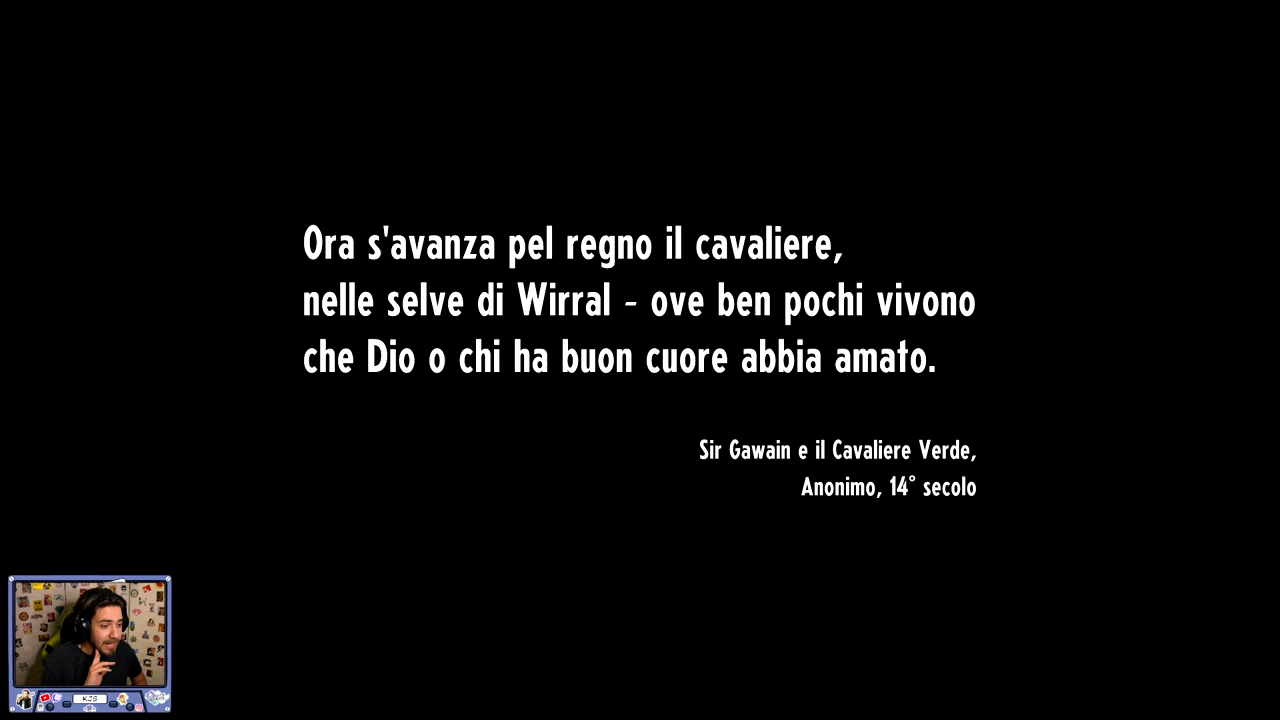 Ora s'avanza pel regno il cavaliere,
nelle selve di Wirral - ove ben pochi vivono
che Dio o chi ha buon cuore abbia amato.
Sir Gawain e il Cavaliere Verde,
Anonimo, 14° secolo
KJS